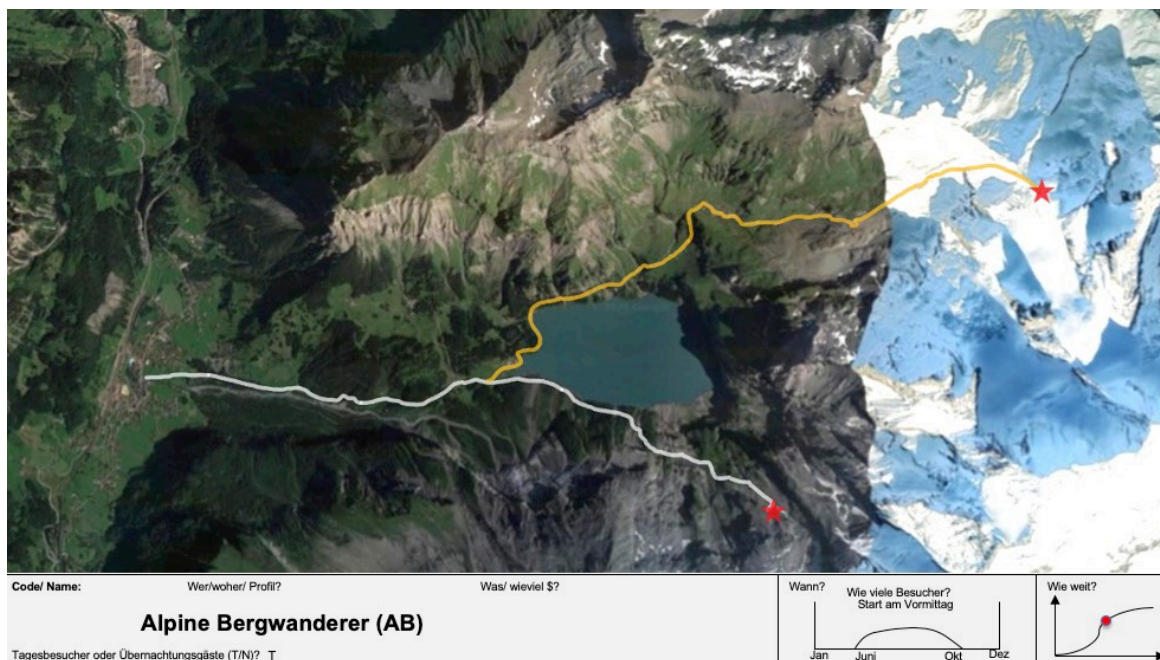 Code/ Name:
Wer/woher/ Profil?
Was/ wieviel $?
Alpine Bergwanderer (AB)
Tagesbesucher oder Übernachtungsgäste (T/N)? T
Wann?
Wie viele Besucher?
Start am Vormittag
Jan Juni Okt Dez
Wie weit?